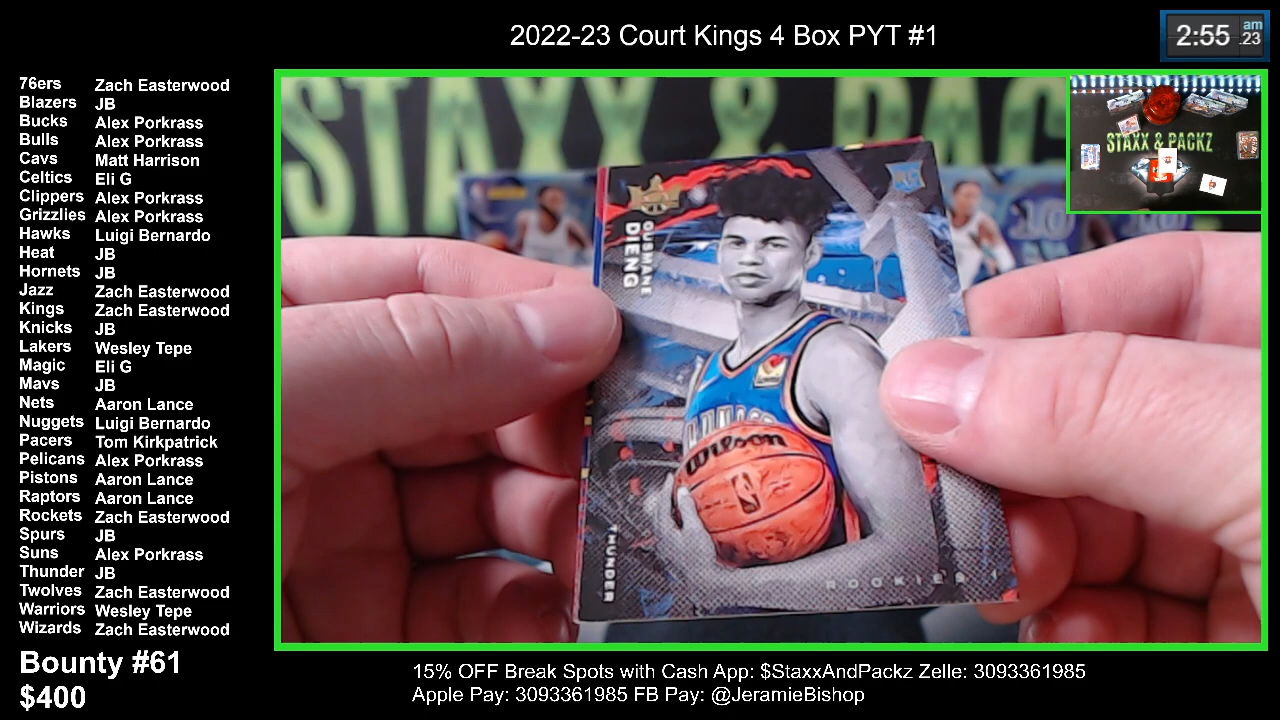 2022-23 Court Kings 4 Box PYT #1
2:55 am .23
76ers Zach Easterwood
Blazers JB
Bucks Alex Porkrass
Bulls Alex Porkrass
Cavs Matt Harrison
Celtics Eli G
Clippers Alex Porkrass
Grizzlies Alex Porkrass
Hawks Luigi Bernardo
Heat JB
Hornets JB
Jazz Zach Easterwood
Kings Zach Easterwood
Knicks JB
Lakers Wesley Tepe
Magic Eli G
Mavs JB
Nets Aaron Lance
Nuggets Luigi Bernardo
Pacers Tom Kirkpatrick
Pelicans Alex Porkrass
Pistons Aaron Lance
Raptors Aaron Lance
Rockets Zach Easterwood
Spurs JB
Suns Alex Porkrass
Thunder JB
Twolves Zach Easterwood
Warriors Wesley Tepe
Wizards Zach Easterwood
Bounty #61
$400
STAXX & PAC
STAXX & PACKZ
RC
OUSMANE
DIENG
Wilson
THUNDER
ROOKIES I
10
15% OFF Break Spots with Cash App: $StaxxAndPackz Zelle: 3093361985
Apple Pay: 3093361985 FB Pay: @JeramieBishop